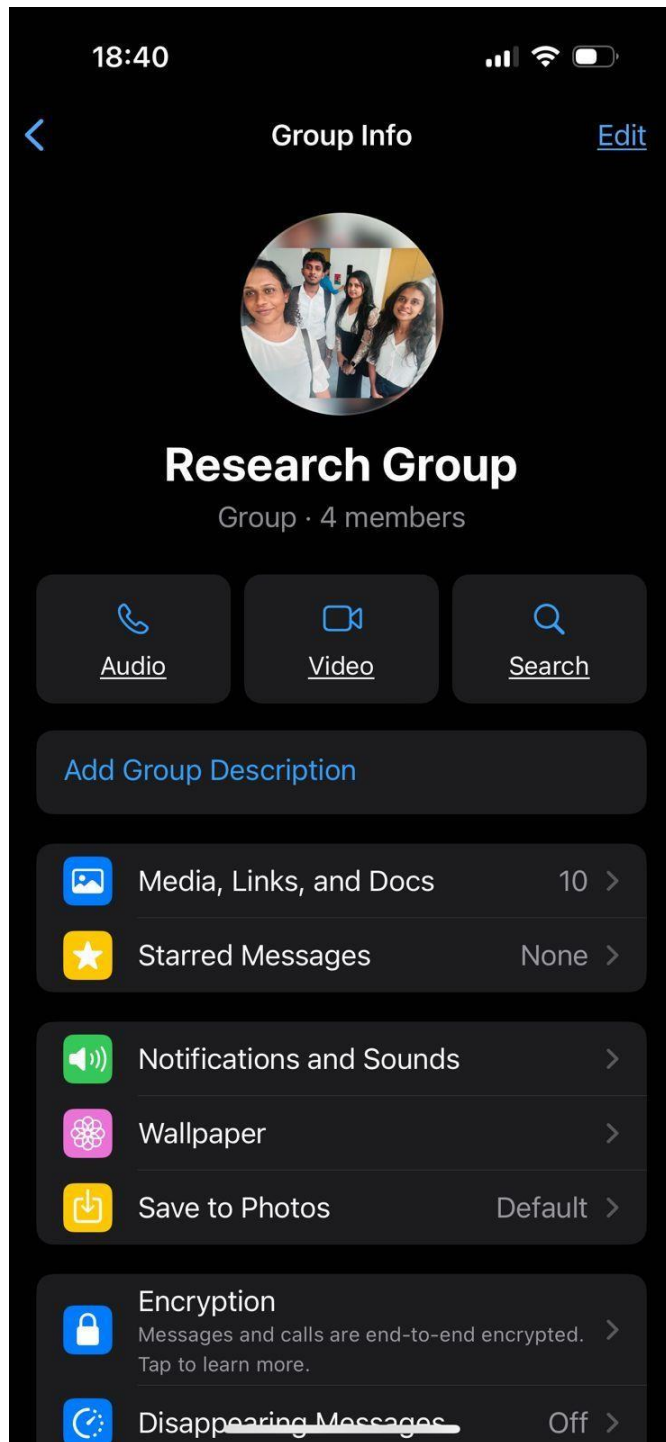 18:40
Group Info
Edit
Research Group
Group · 4 members
Audio
Video
Search
Add Group Description
Media, Links, and Docs
10
Starred Messages
None
Notifications and Sounds
Wallpaper
Save to Photos
Default
Encryption
Messages and calls are end-to-end encrypted.
Tap to learn more.
Disappearing Messages
Off